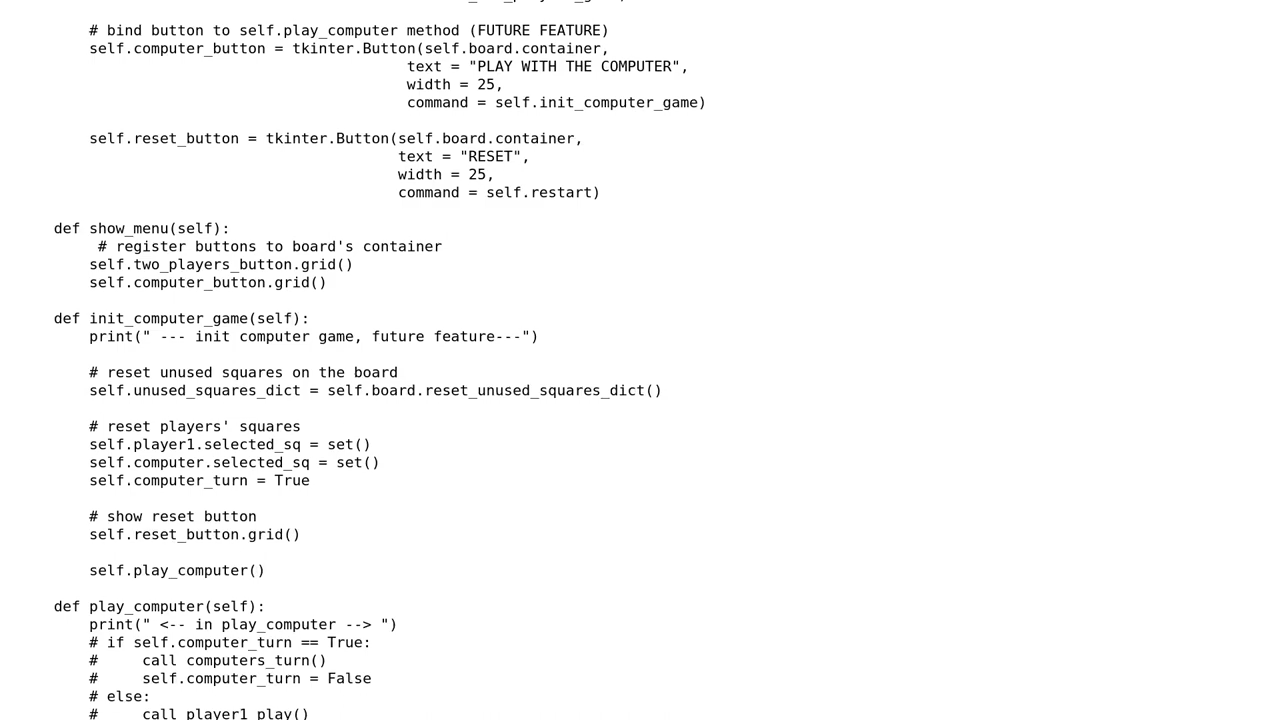 # bind button to self.play_computer method (FUTURE FEATURE)
self.computer_button = tkinter.Button(self.board.container,
text = "PLAY WITH THE COMPUTER",
width = 25,
command = self.init_computer_game)
self.reset_button = tkinter.Button(self.board.container,
text = "RESET",
width = 25,
command = self.restart)
def show_menu(self):
# register buttons to board's container
self.two_players_button.grid()
self.computer_button.grid()
def init_computer_game(self):
print(" --- init computer game, future feature---")
# reset unused squares on the board
self.unused_squares_dict = self.board.reset_unused_squares_dict()
# reset players' squares
self.player1.selected_sq = set()
self.computer.selected_sq = set()
self.computer_turn = True
# show reset button
self.reset_button.grid()
self.play_computer()
def play_computer(self):
print(" <-- in play_computer --> ")
# if self.computer_turn == True:
#     call computers_turn()
#     self.computer_turn = False
# else:
#     call player1_play()